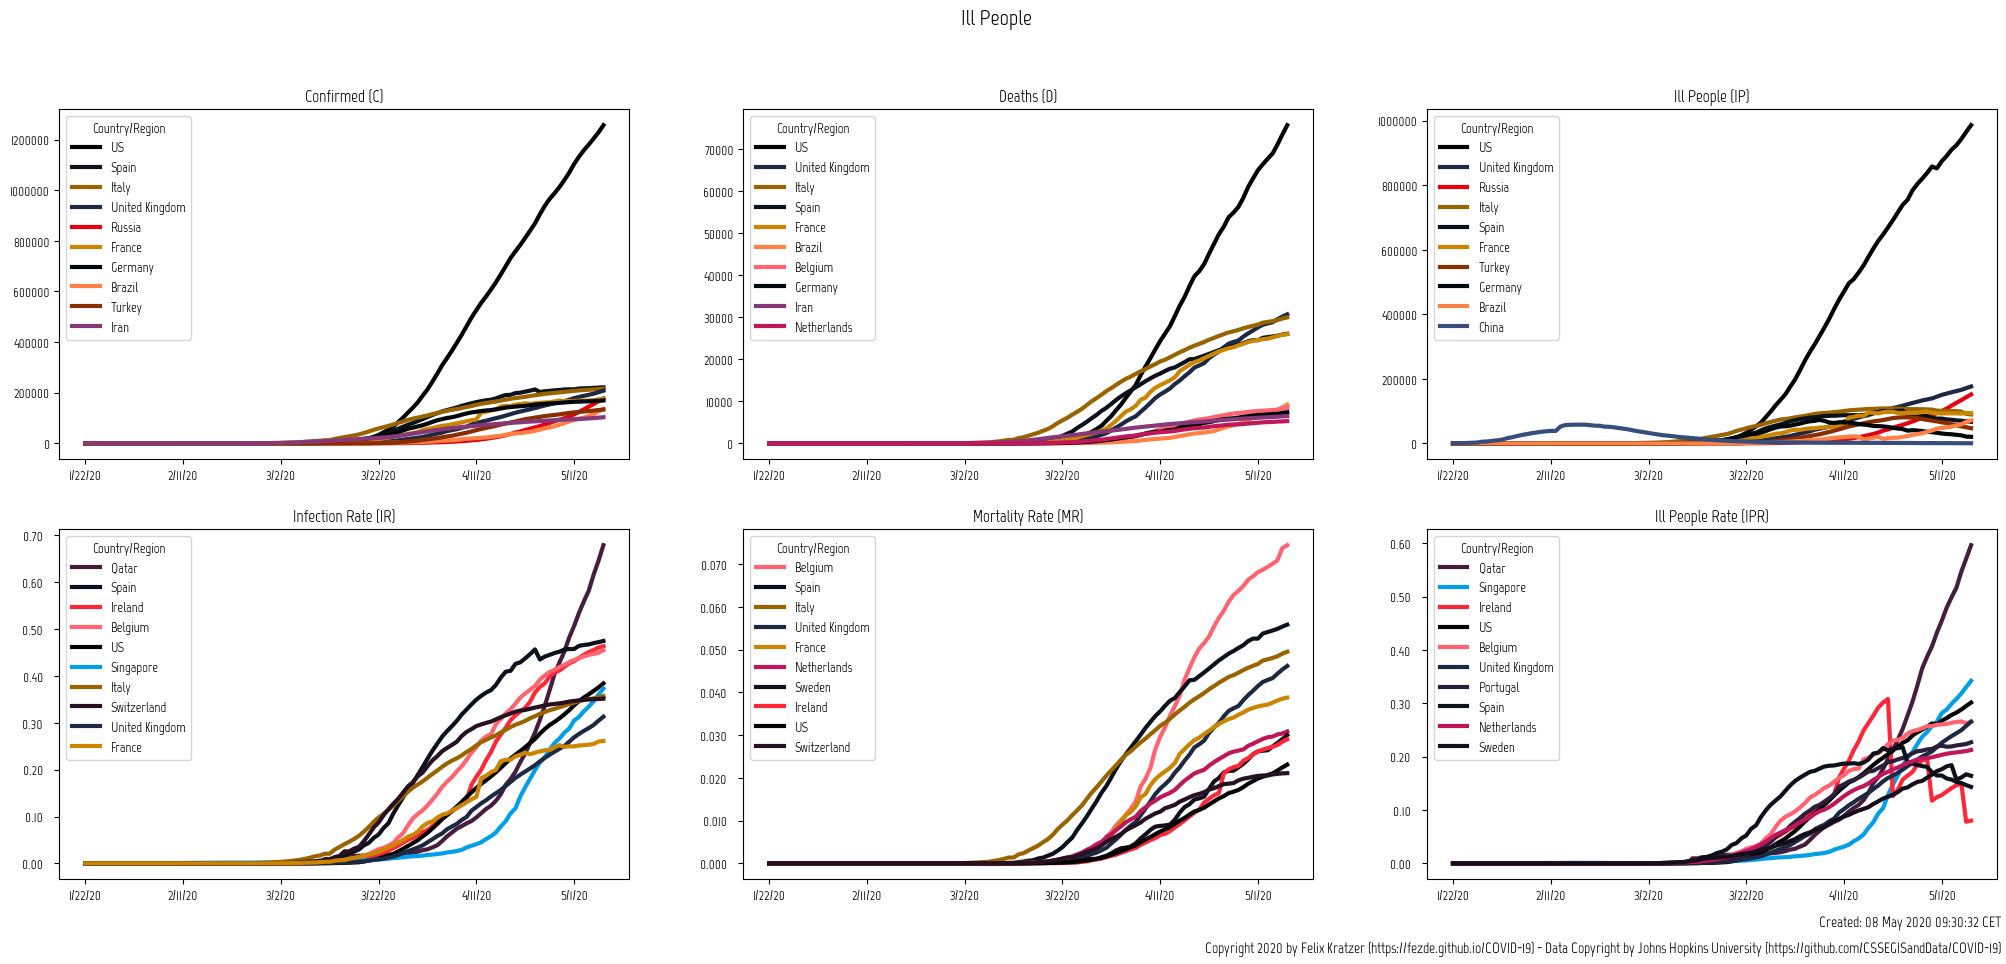 Ill People
Confirmed (C)
Country/Region
US
Spain
Italy
United Kingdom
Russia
France
Germany
Brazil
Turkey
Iran
1200000
1000000
800000
600000
400000
200000
0
1/22/20 2/11/20 3/2/20 3/22/20 4/11/20 5/1/20
Deaths (D)
Country/Region
US
United Kingdom
Italy
Spain
France
Brazil
Belgium
Germany
Iran
Netherlands
70000
60000
50000
40000
30000
20000
10000
0
1/22/20 2/11/20 3/2/20 3/22/20 4/11/20 5/1/20
Ill People (IP)
Country/Region
US
United Kingdom
Russia
Italy
Spain
France
Turkey
Germany
Brazil
China
1000000
800000
600000
400000
200000
0
1/22/20 2/11/20 3/2/20 3/22/20 4/11/20 5/1/20
Infection Rate (IR)
Country/Region
Qatar
Spain
Ireland
Belgium
US
Singapore
Italy
Switzerland
United Kingdom
France
0.70
0.60
0.50
0.40
0.30
0.20
0.10
0.00
1/22/20 2/11/20 3/2/20 3/22/20 4/11/20 5/1/20
Mortality Rate (MR)
Country/Region
Belgium
Spain
Italy
United Kingdom
France
Netherlands
Sweden
Ireland
US
Switzerland
0.070
0.060
0.050
0.040
0.030
0.020
0.010
0.000
1/22/20 2/11/20 3/2/20 3/22/20 4/11/20 5/1/20
Ill People Rate (IPR)
Country/Region
Qatar
Singapore
Ireland
US
Belgium
United Kingdom
Portugal
Spain
Netherlands
Sweden
0.60
0.50
0.40
0.30
0.20
0.10
0.00
1/22/20 2/11/20 3/2/20 3/22/20 4/11/20 5/1/20
Created: 08 May 2020 09:30:32 CET
Copyright 2020 by Felix Kratzer (https://fezde.github.io/COVID-19) - Data Copyright by Johns Hopkins University (https://github.com/CSSEGISandData/COVID-19)